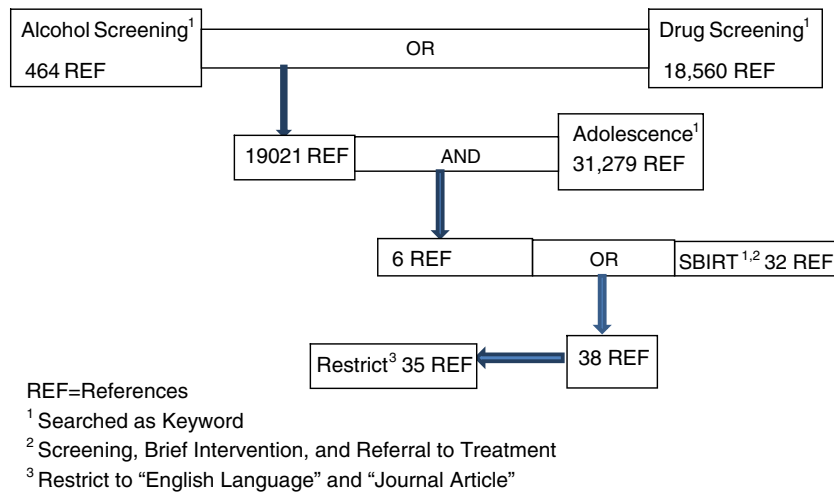 Alcohol Screening¹
464 REF
OR
Drug Screening¹
18,560 REF
19021 REF
AND
Adolescence¹
31,279 REF
6 REF
OR
SBIRT ¹,² 32 REF
Restrict³ 35 REF
38 REF
REF=References
¹ Searched as Keyword
² Screening, Brief Intervention, and Referral to Treatment
³ Restrict to “English Language” and “Journal Article”